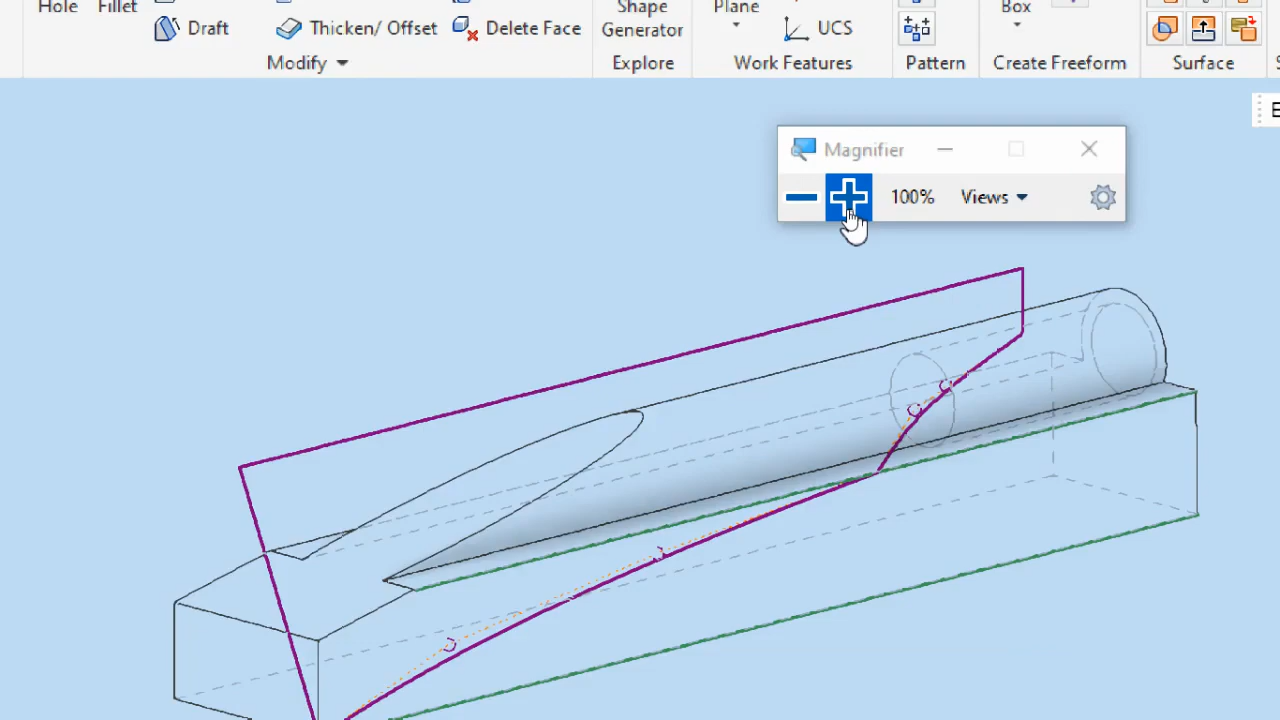 Hole Fillet Shape Plane Box
Draft Thicken/ Offset Delete Face Generator UCS
Modify Explore Work Features Pattern Create Freeform Surface
Magnifier
100% Views